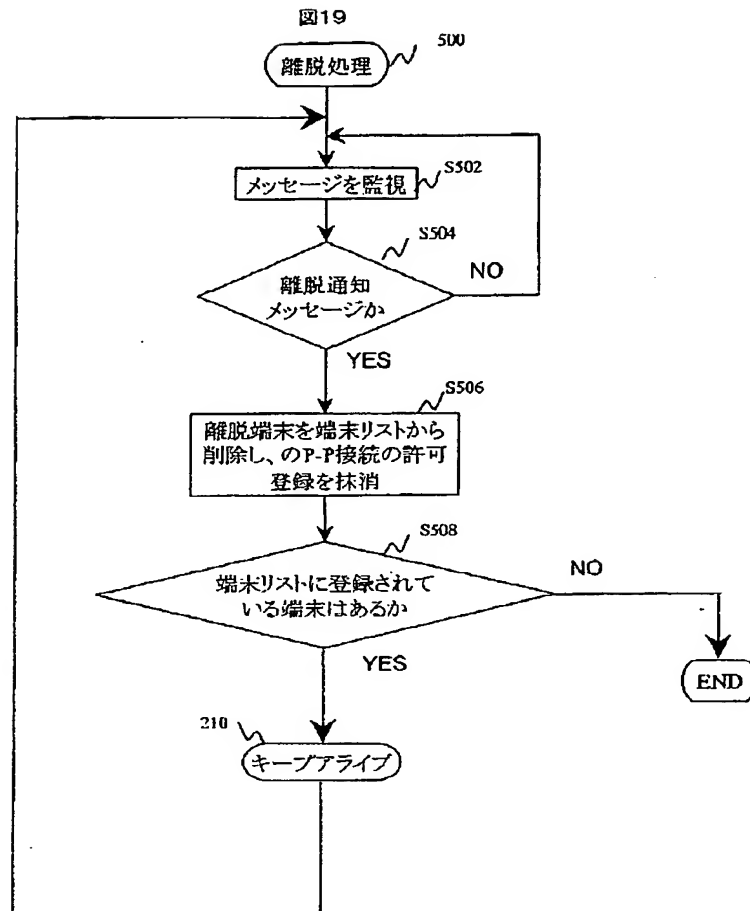 図19
離脱処理
500
メッセージを監視
S502
S504
離脱通知
メッセージか
NO
YES
S506
離脱端末を端末リストから
削除し、のP-P接続の許可
登録を抹消
S508
端末リストに登録されて
いる端末はあるか
NO
YES
END
210
キープアライブ